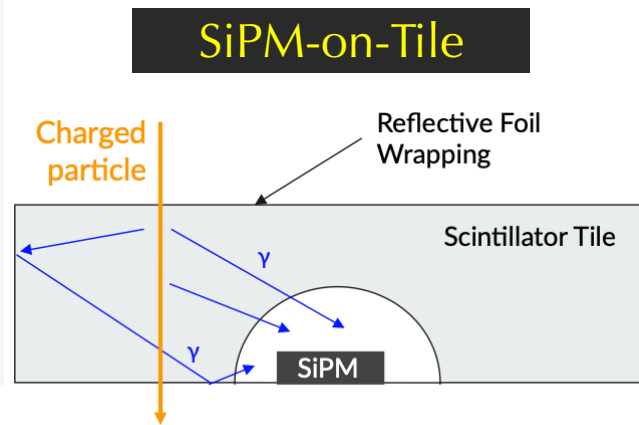 SiPM-on-Tile
Charged
particle
Reflective Foil
Wrapping
Scintillator Tile
γ
γ
SiPM